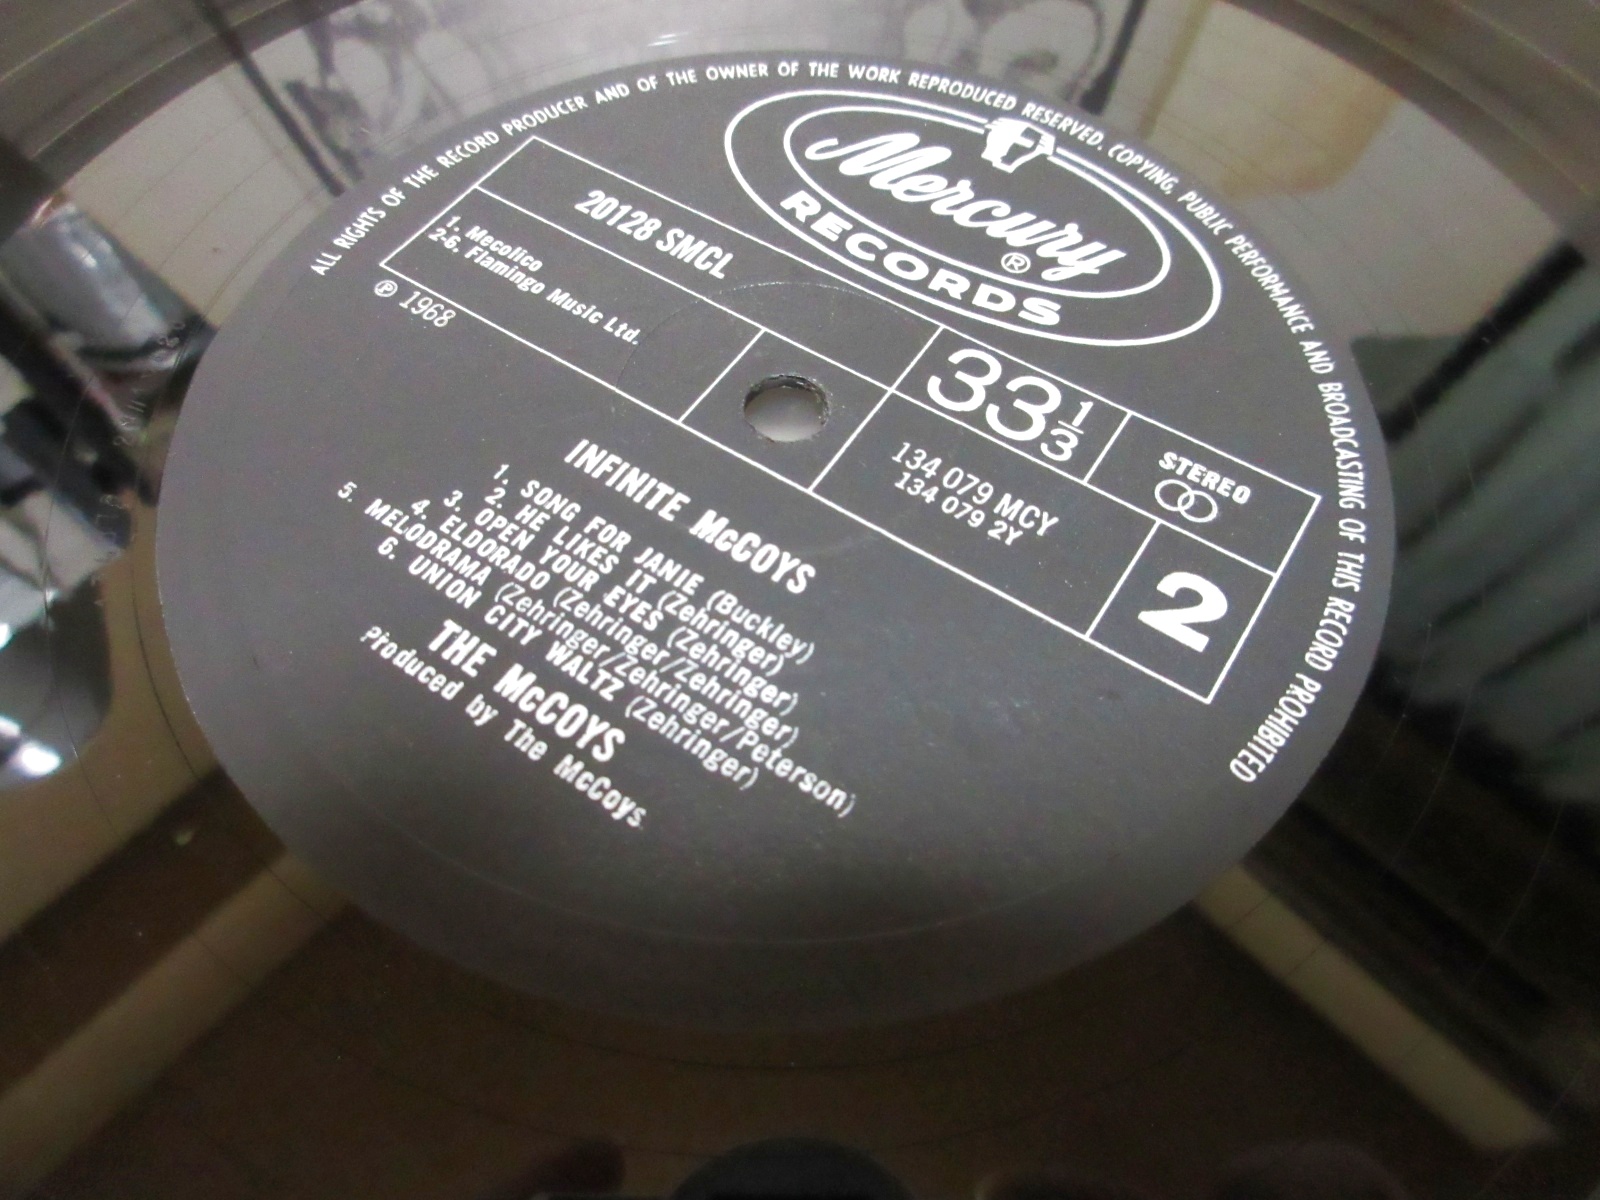 ALL RIGHTS OF THE RECORD PRODUCER AND OF THE OWNER OF THE WORK REPRODUCED RESERVED. COPYING, PUBLIC PERFORMANCE AND BROADCASTING OF THIS RECORD PROHIBITED
Mercury
®
RECORDS
20128 SMCL
1. Mecolico
2-6. Flamingo Music Ltd.
℗ 1968
33 1/3
STEREO
134 079 MCY
134 079 2Y
2
INFINITE McCOYS
1. SONG FOR JANIE (Buckley)
2. HE LIKES IT (Zehringer)
3. OPEN YOUR EYES (Zehringer)
4. ELDORADO (Zehringer/Zehringer)
5. MELODRAMA (Zehringer/Zehringer/Peterson)
6. UNION CITY WALTZ (Zehringer)
THE McCOYS
Produced by The McCoys